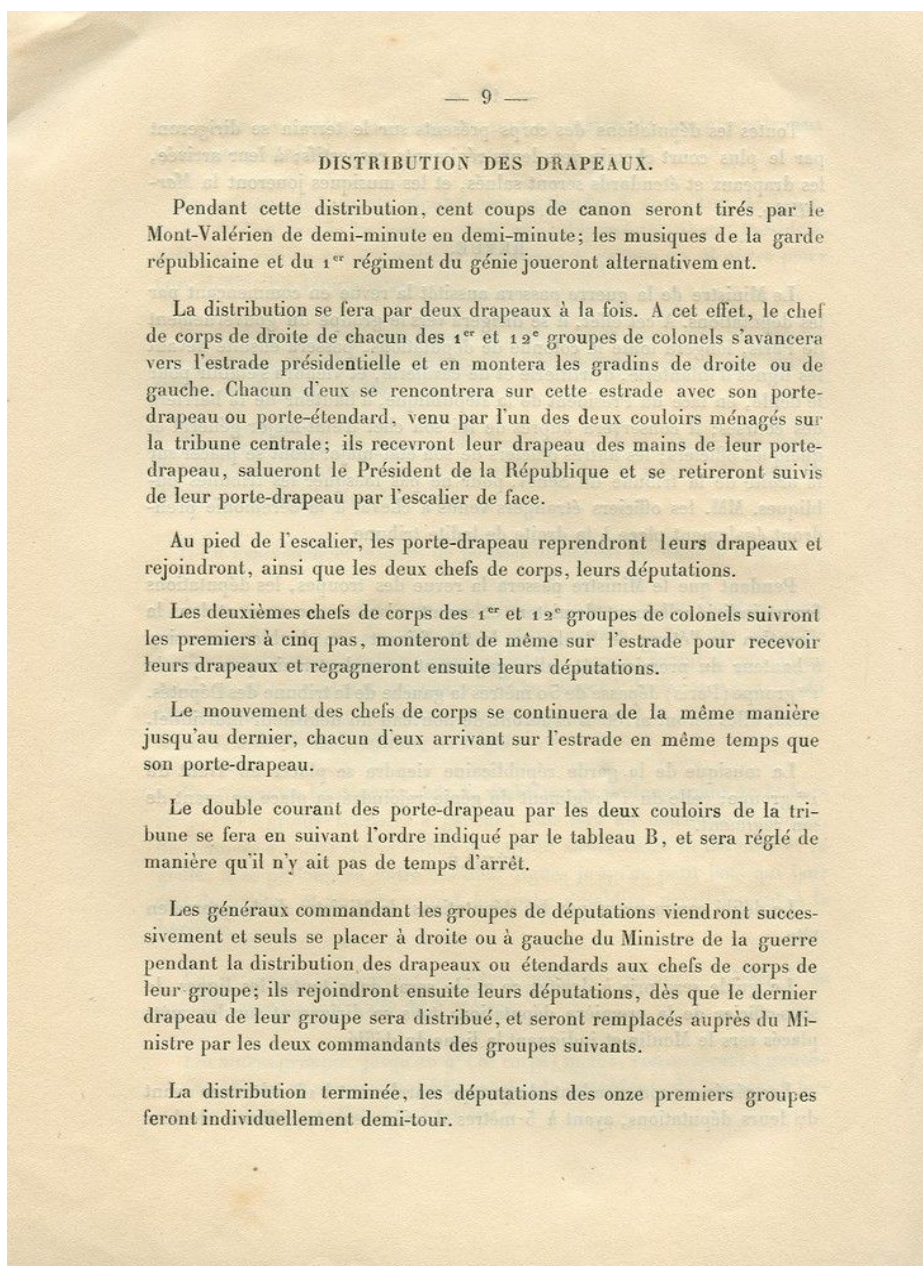 — 9 —
DISTRIBUTION DES DRAPEAUX.
Pendant cette distribution, cent coups de canon seront tirés par le
Mont-Valérien de demi-minute en demi-minute; les musiques de la garde
républicaine et du 1er régiment du génie joueront alternativement.
La distribution se fera par deux drapeaux à la fois. A cet effet, le chef
de corps de droite de chacun des 1er et 12e groupes de colonels s'avancera
vers l'estrade présidentielle et en montera les gradins de droite ou de
gauche. Chacun d'eux se rencontrera sur cette estrade avec son porte-
drapeau ou porte-étendard, venu par l'un des deux couloirs ménagés sur
la tribune centrale; ils recevront leur drapeau des mains de leur porte-
drapeau, salueront le Président de la République et se retireront suivis
de leur porte-drapeau par l'escalier de face.
Au pied de l'escalier, les porte-drapeau reprendront leurs drapeaux et
rejoindront, ainsi que les deux chefs de corps, leurs députations.
Les deuxièmes chefs de corps des 1er et 12e groupes de colonels suivront
les premiers à cinq pas, monteront de même sur l'estrade pour recevoir
leurs drapeaux et regagneront ensuite leurs députations.
Le mouvement des chefs de corps se continuera de la même manière
jusqu'au dernier, chacun d'eux arrivant sur l'estrade en même temps que
son porte-drapeau.
Le double courant des porte-drapeau par les deux couloirs de la tri-
bune se fera en suivant l'ordre indiqué par le tableau B, et sera réglé de
manière qu'il n'y ait pas de temps d'arrêt.
Les généraux commandant les groupes de députations viendront succes-
sivement et seuls se placer à droite ou à gauche du Ministre de la guerre
pendant la distribution des drapeaux ou étendards aux chefs de corps de
leur groupe; ils rejoindront ensuite leurs députations, dès que le dernier
drapeau de leur groupe sera distribué, et seront remplacés auprès du Mi-
nistre par les deux commandants des groupes suivants.
La distribution terminée, les députations des onze premiers groupes
feront individuellement demi-tour.